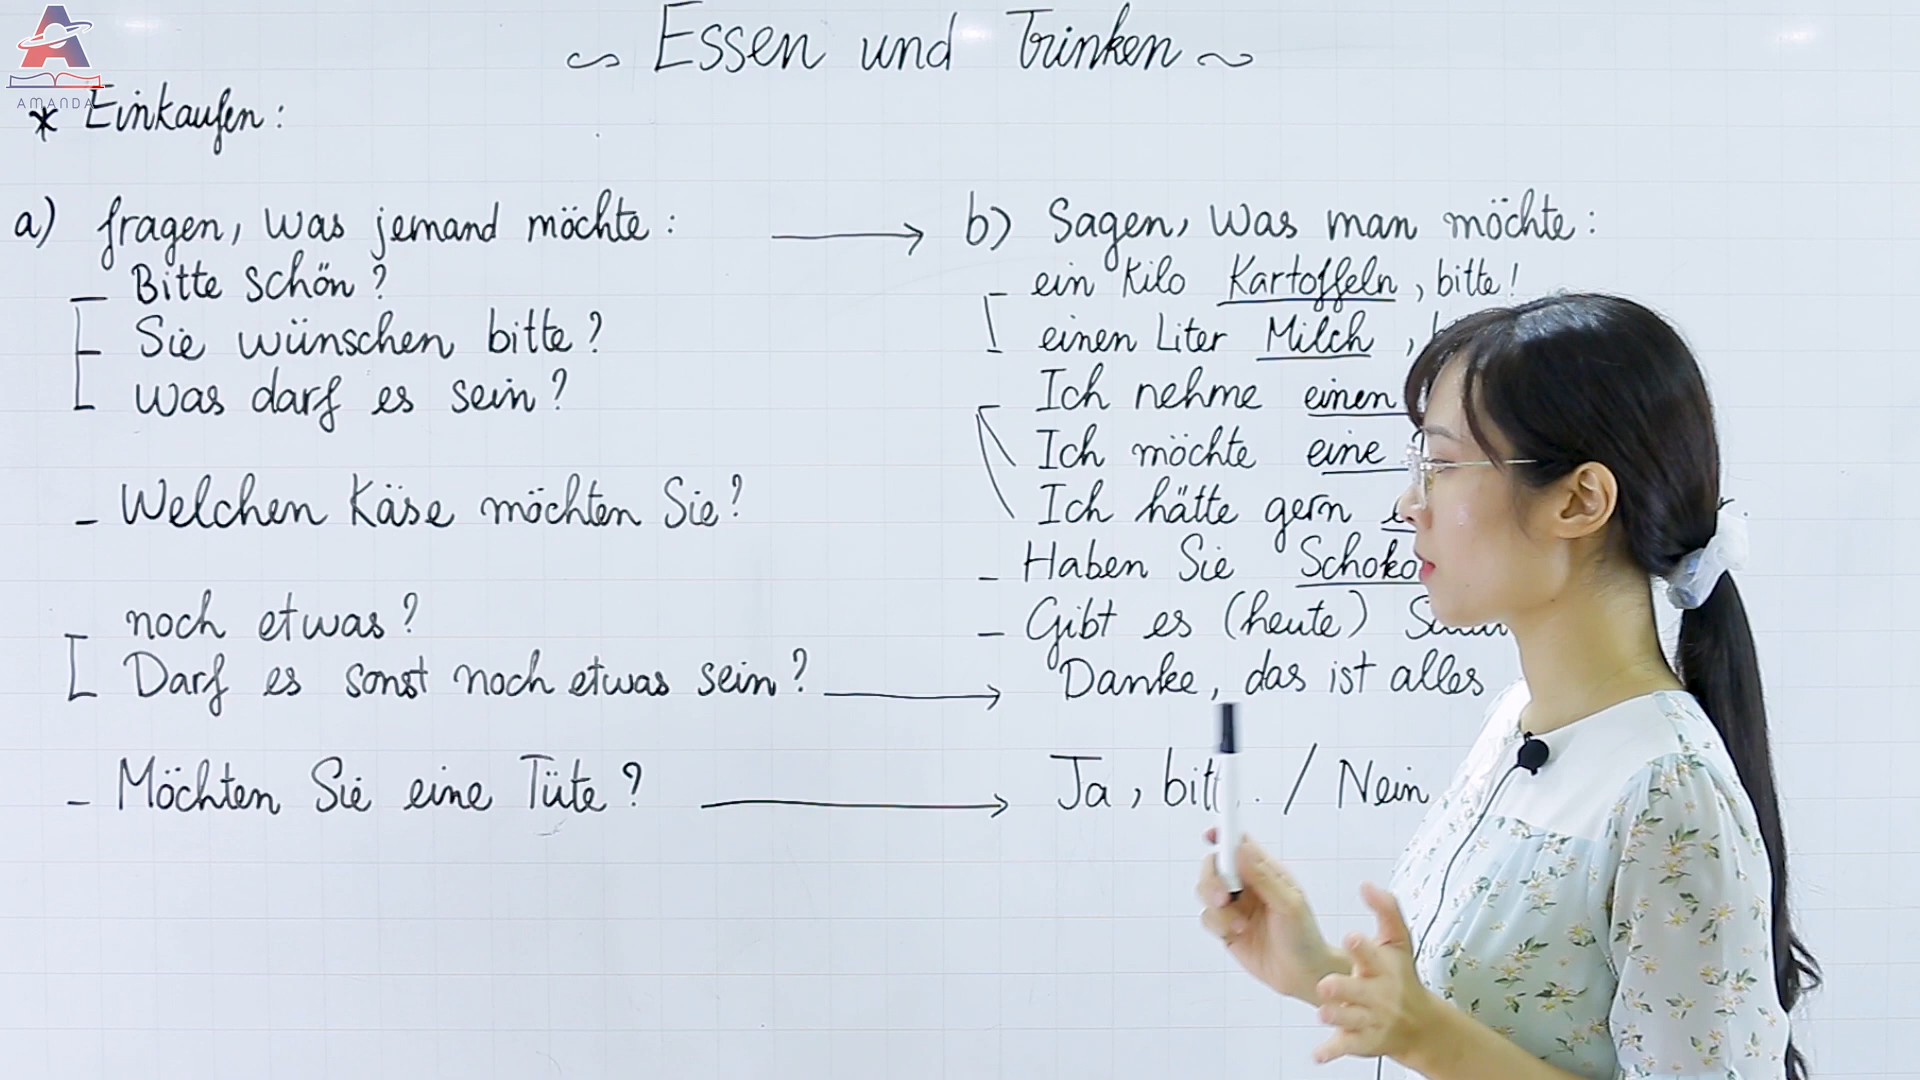 AMANDA
~ Essen und Trinken ~
* Einkaufen:
a) fragen, was jemand möchte:
- Bitte schön?
- Sie wünschen bitte?
- Was darf es sein?
- Welchen Käse möchten Sie?
noch etwas?
Darf es sonst noch etwas sein?
- Möchten Sie eine Tüte?
b) Sagen, was man möchte:
- ein Kilo Kartoffeln, bitte!
- einen Liter Milch,
Ich nehme einen
Ich möchte eine
Ich hätte gern
- Haben Sie
- Gibt es (heute)
Danke, das ist alles
Ja, / Nein